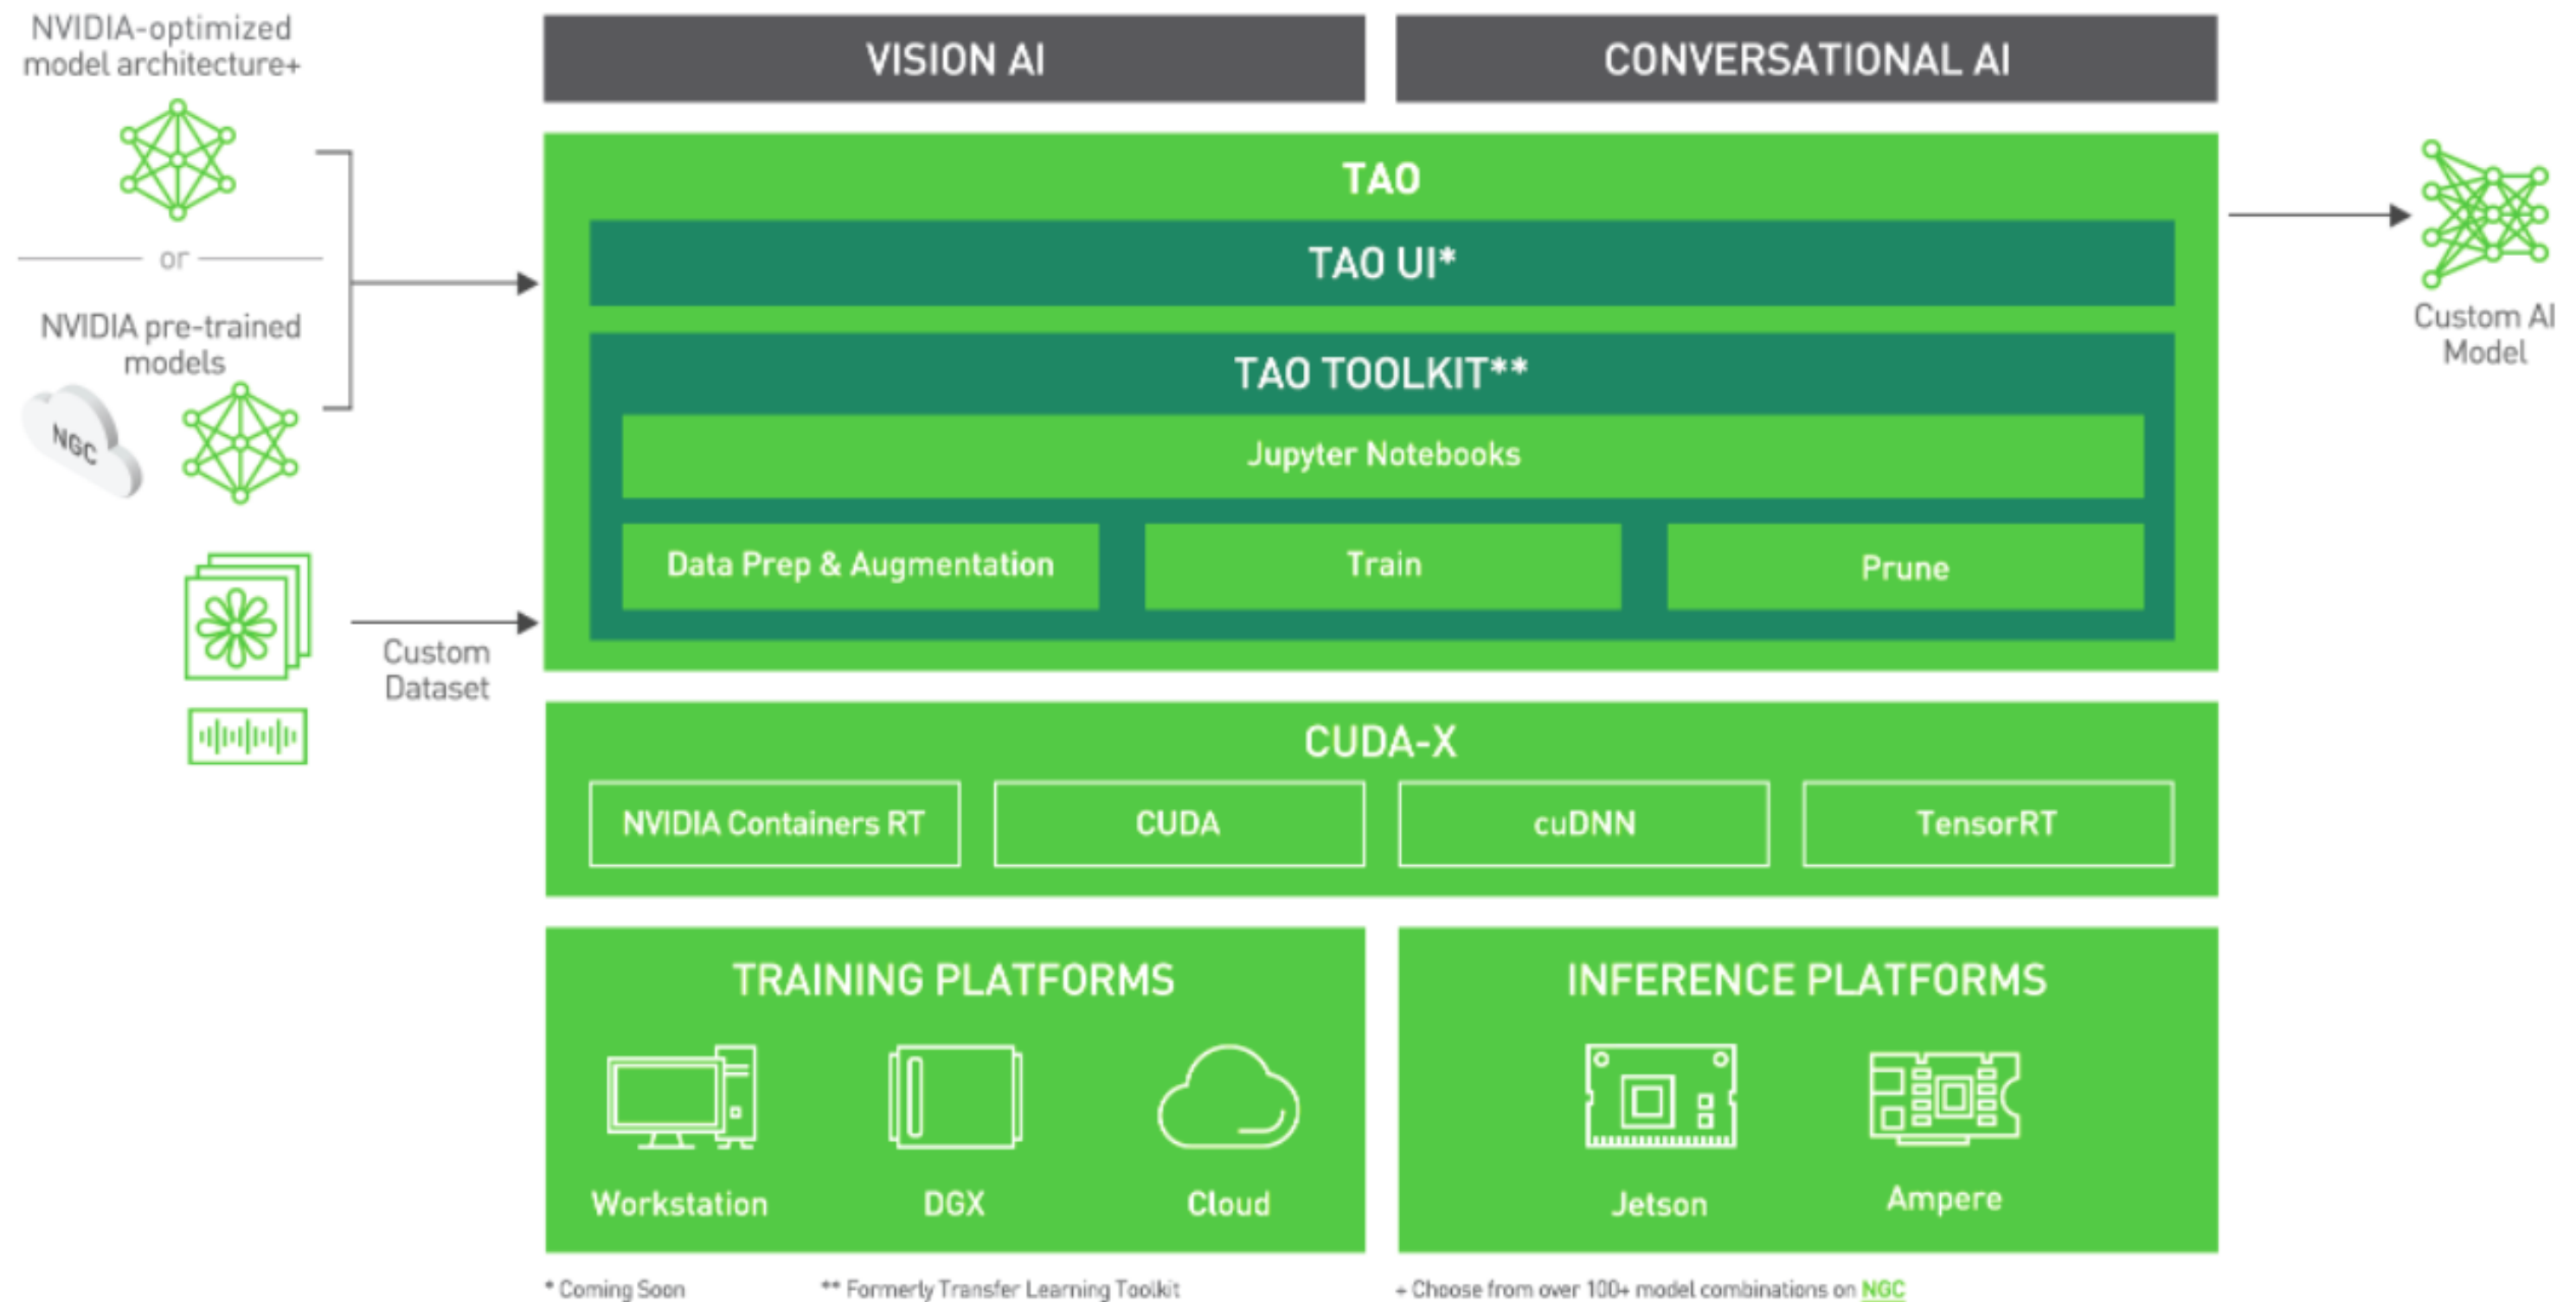 NVIDIA-optimized
model architecture+
or
NVIDIA pre-trained
models
NGC
Custom
Dataset
VISION AI
CONVERSATIONAL AI
TAO
TAO UI*
TAO TOOLKIT**
Jupyter Notebooks
Data Prep & Augmentation
Train
Prune
CUDA-X
NVIDIA Containers RT
CUDA
cuDNN
TensorRT
TRAINING PLATFORMS
Workstation
DGX
Cloud
INFERENCE PLATFORMS
Jetson
Ampere
Custom AI
Model
* Coming Soon
** Formerly Transfer Learning Toolkit
+ Choose from over 100+ model combinations on NGC